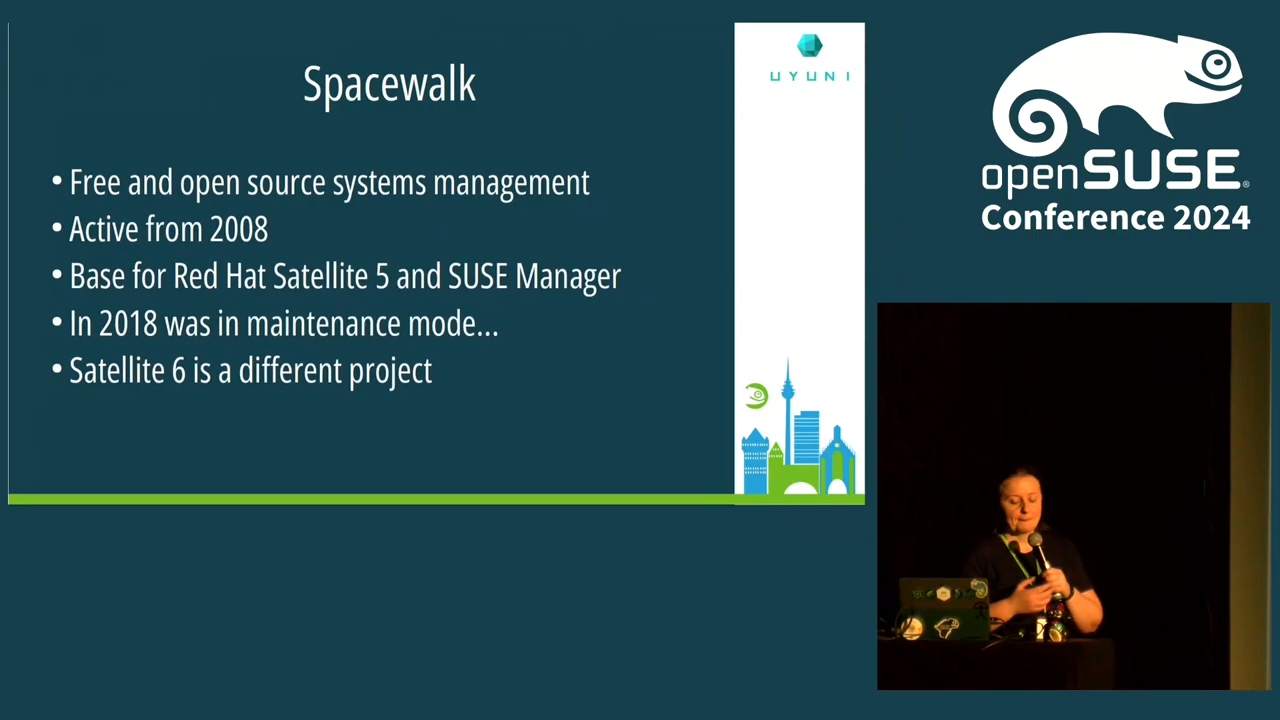 Spacewalk
• Free and open source systems management
• Active from 2008
• Base for Red Hat Satellite 5 and SUSE Manager
• In 2018 was in maintenance mode...
• Satellite 6 is a different project
UYUNI
openSUSE®
Conference 2024